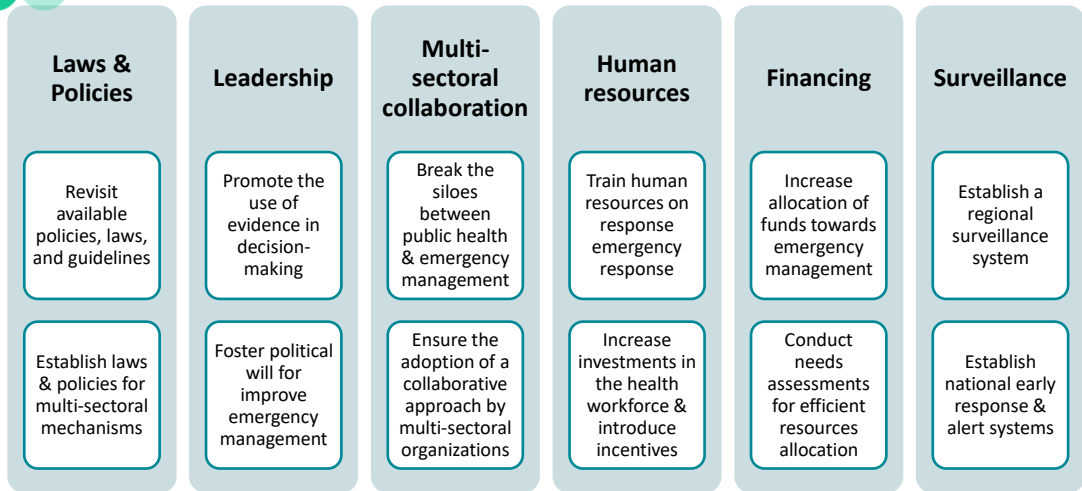 Laws &
Policies
Revisit
available
policies, laws,
and guidelines
Establish laws
& policies for
multi-sectoral
mechanisms
Leadership
Promote the
use of
evidence in
decision-
making
Foster political
will for
improve
emergency
management
Multi-
sectoral
collaboration
Break the
siloes
between
public health
& emergency
management
Ensure the
adoption of a
collaborative
approach by
multi-sectoral
organizations
Human
resources
Train human
resources on
response
emergency
response
Increase
investments in
the health
workforce &
introduce
incentives
Financing
Increase
allocation of
funds towards
emergency
management
Conduct
needs
assessments
for efficient
resources
allocation
Surveillance
Establish a
regional
surveillance
system
Establish
national early
response &
alert systems